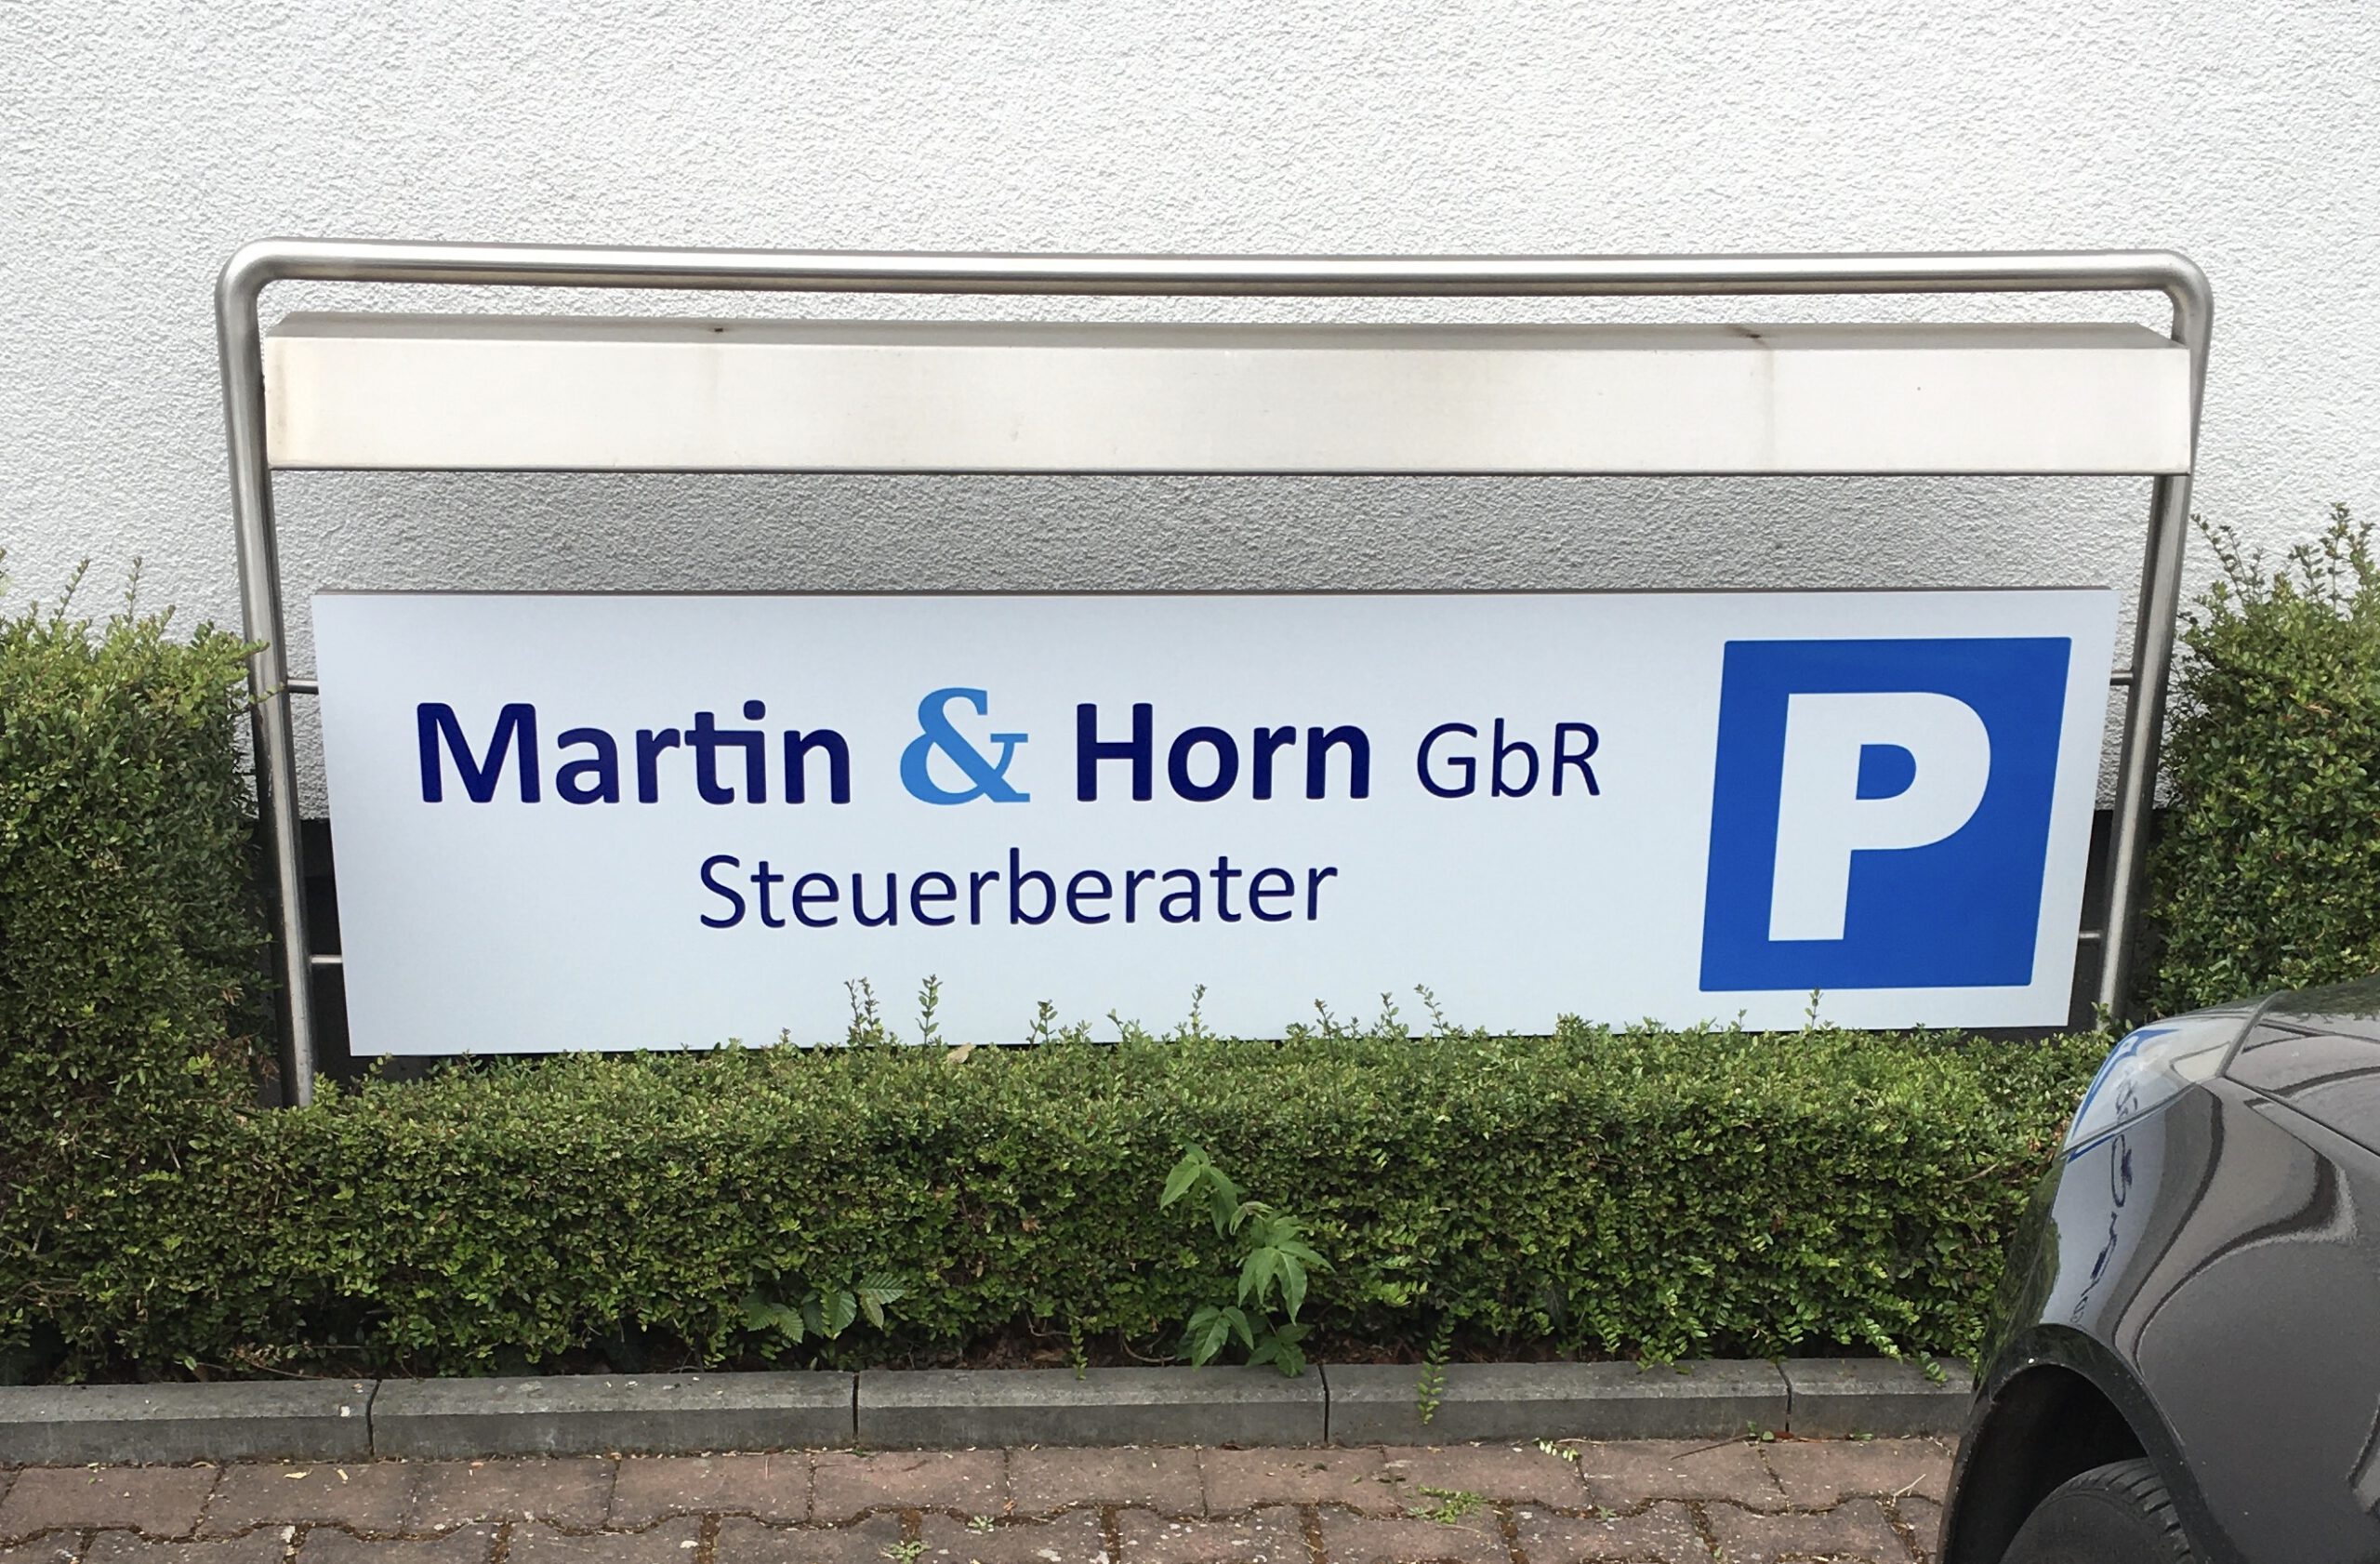 Martin & Horn GbR
Steuerberater
P